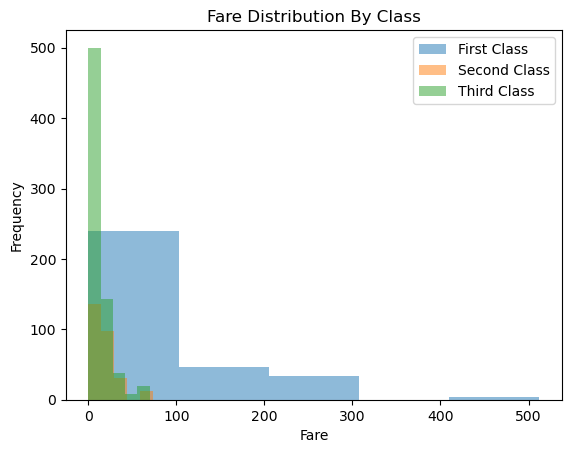 Fare Distribution By Class
First Class
Second Class
Third Class
500
400
300
200
100
0
Frequency
0 100 200 300 400 500
Fare